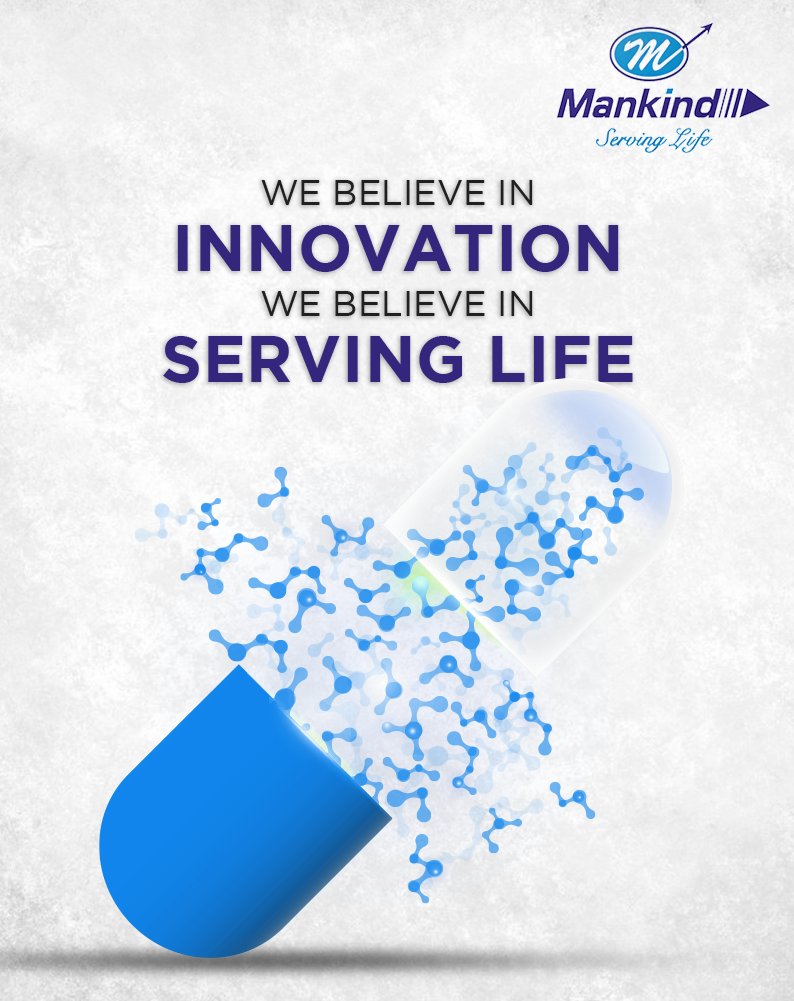 m
Mankind
Serving Life
WE BELIEVE IN
INNOVATION
WE BELIEVE IN
SERVING LIFE